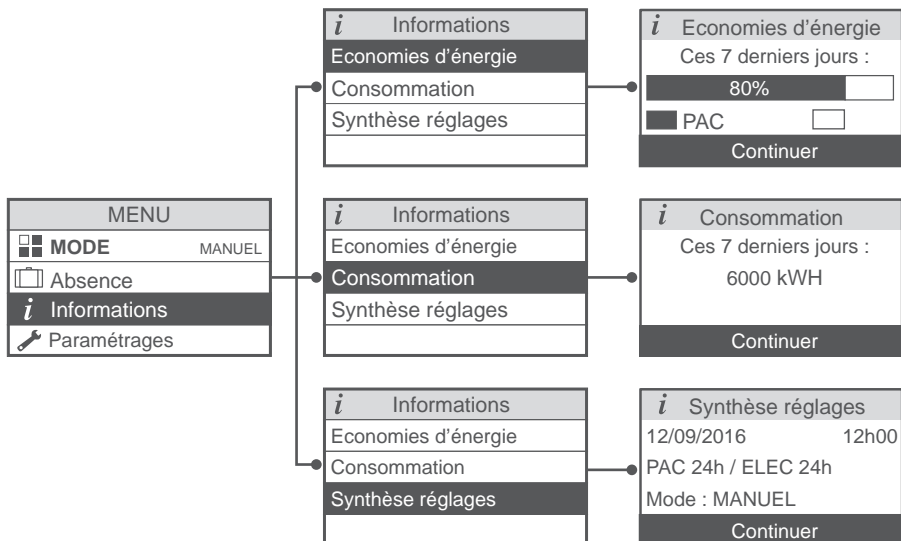 MENU
MODE MANUEL
Absence
i Informations
Paramétrages
i Informations
Economies d'énergie
Consommation
Synthèse réglages
i Economies d'énergie
Ces 7 derniers jours :
80%
PAC
Continuer
i Informations
Economies d'énergie
Consommation
Synthèse réglages
i Consommation
Ces 7 derniers jours :
6000 kWH
Continuer
i Informations
Economies d'énergie
Consommation
Synthèse réglages
i Synthèse réglages
12/09/2016 12h00
PAC 24h / ELEC 24h
Mode : MANUEL
Continuer